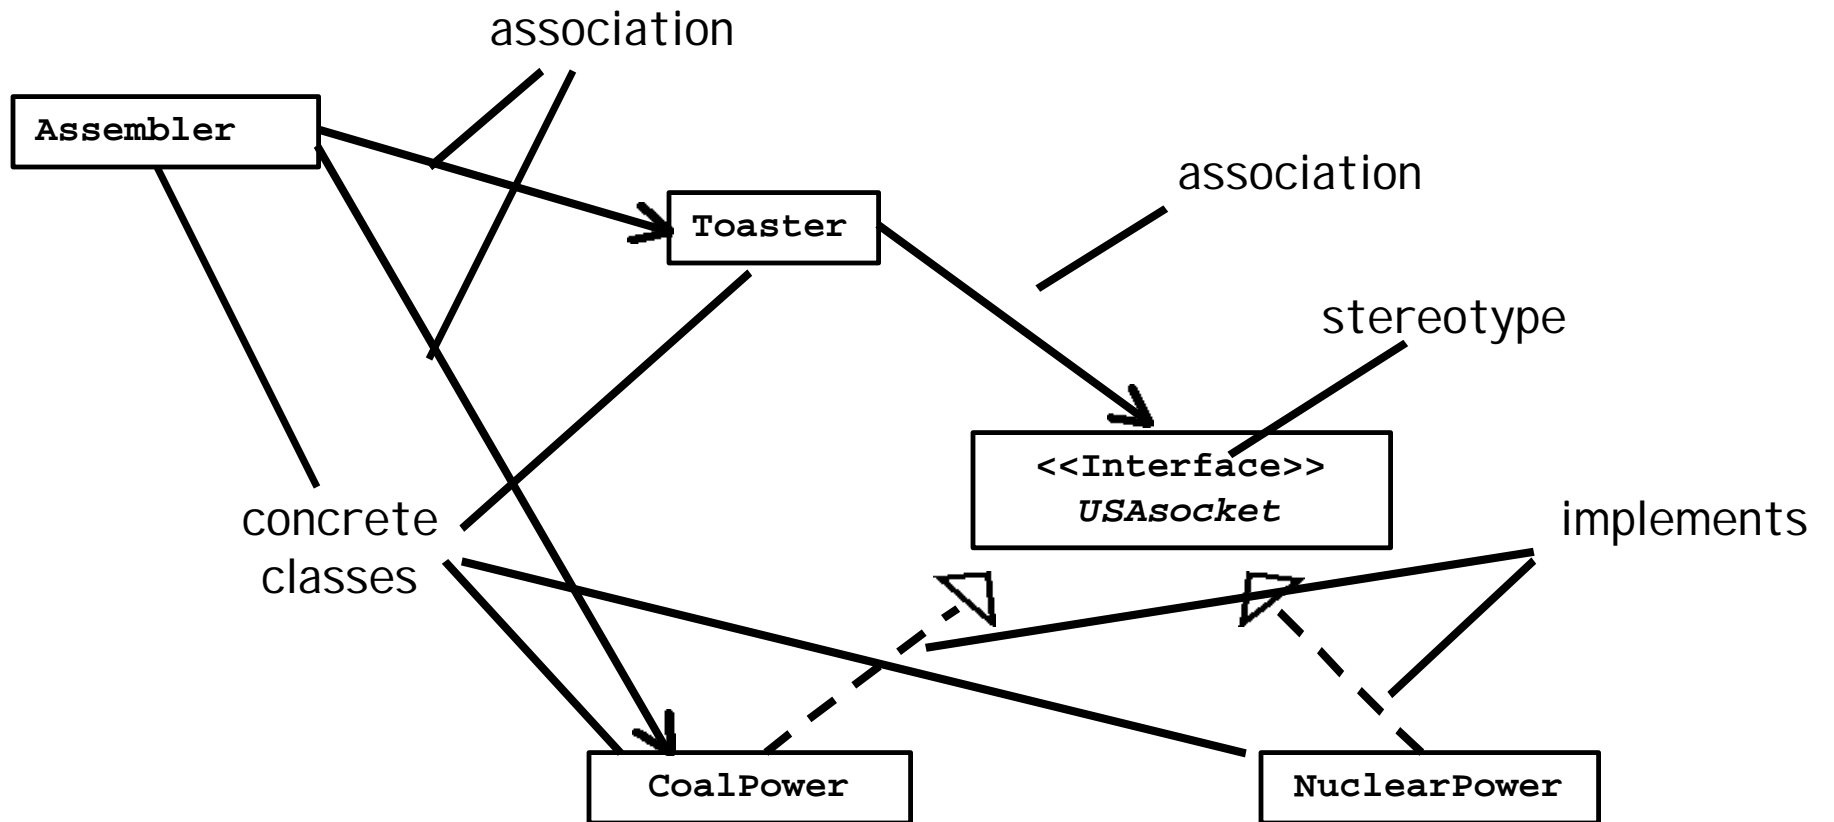 association
Assembler
association
Toaster
stereotype
<<Interface>>
USAsocket
concrete
classes
implements
CoalPower
NuclearPower